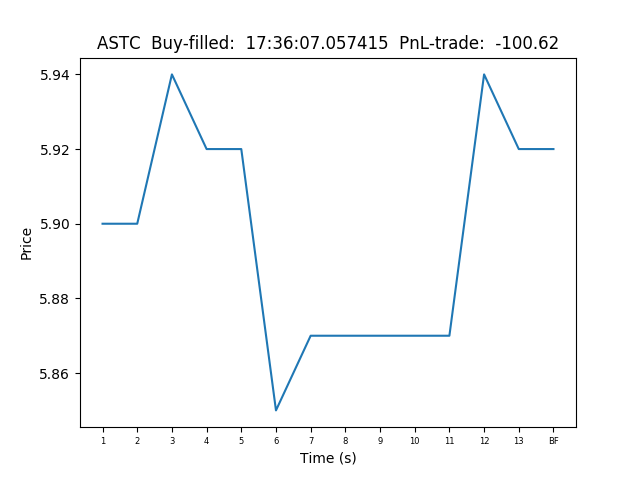 ASTC  Buy-filled:  17:36:07.057415  PnL-trade:  -100.62
5.94
5.92
5.90
5.88
5.86
Price
1 2 3 4 5 6 7 8 9 10 11 12 13 BF
Time (s)